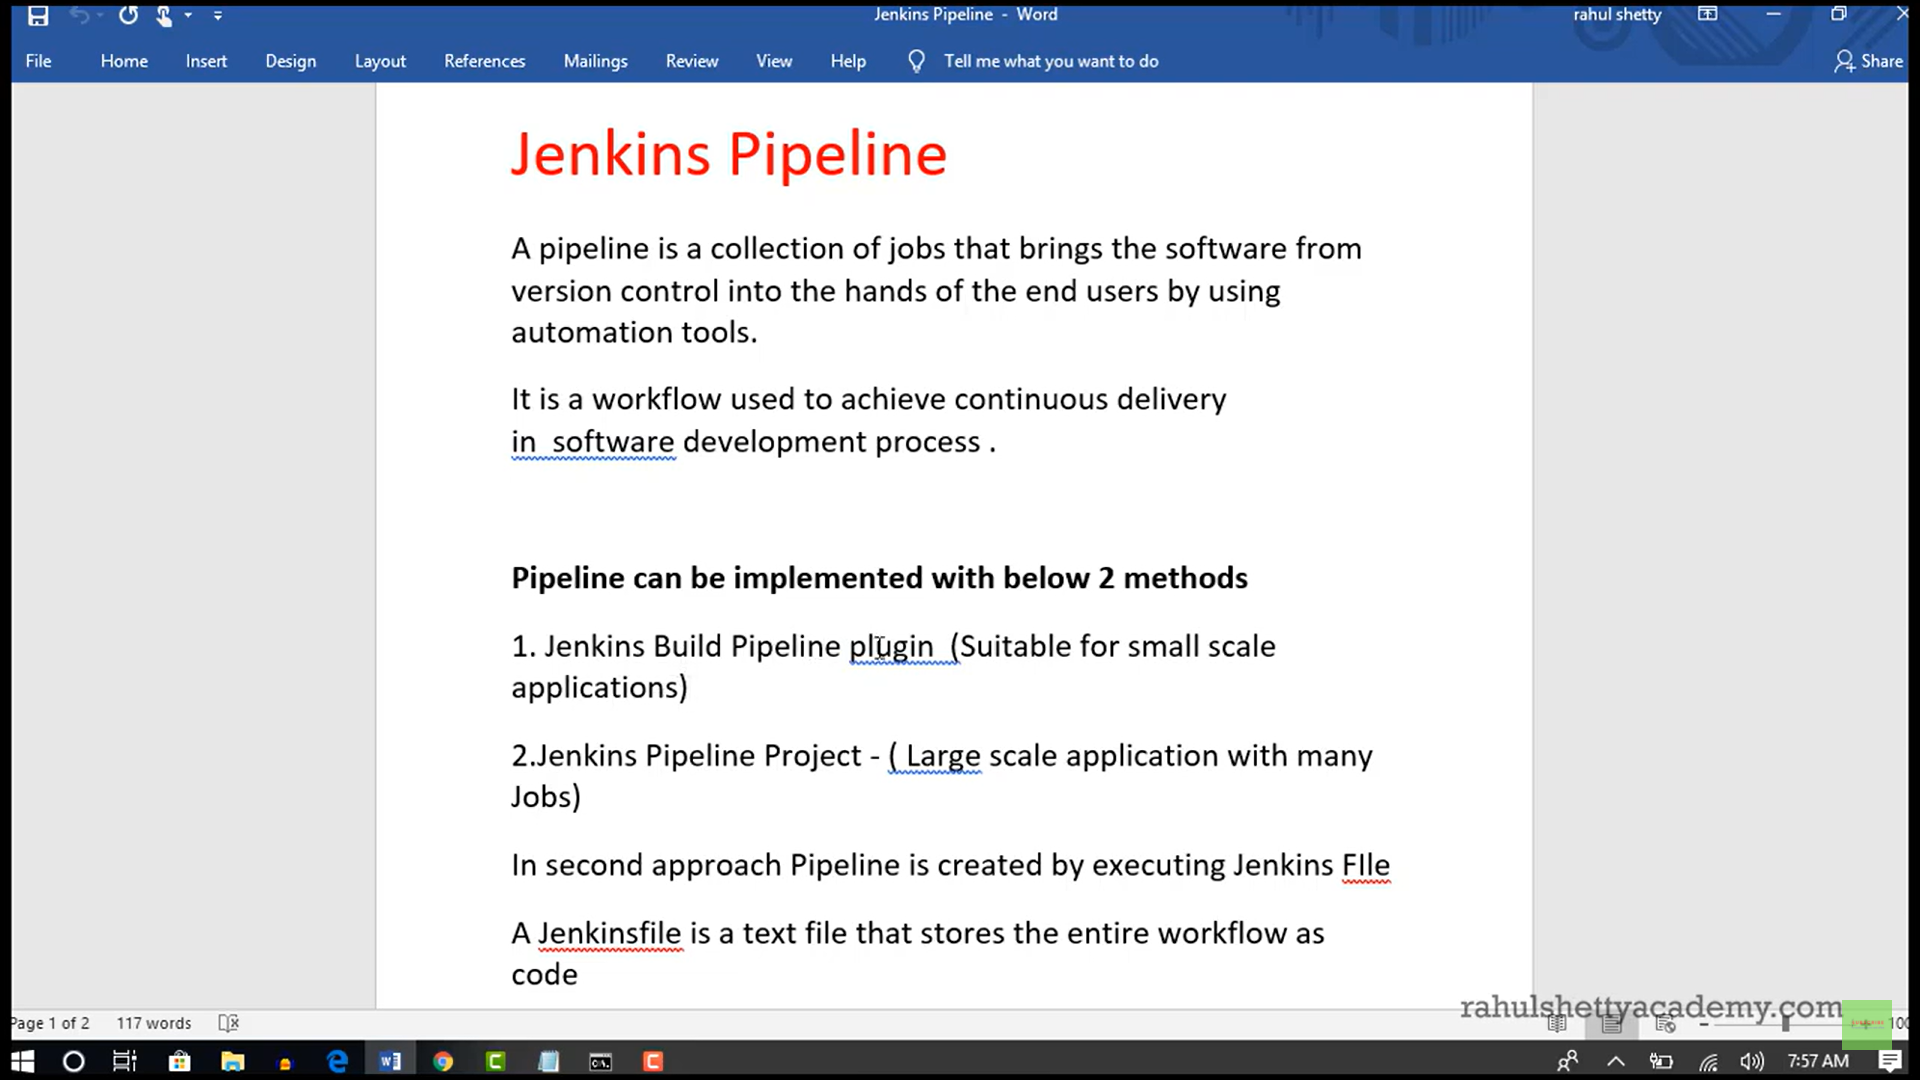 Jenkins Pipeline - Word
rahul shetty
File Home Insert Design Layout References Mailings Review View Help Tell me what you want to do Share
Jenkins Pipeline
A pipeline is a collection of jobs that brings the software from
version control into the hands of the end users by using
automation tools.
It is a workflow used to achieve continuous delivery
in  software development process .
Pipeline can be implemented with below 2 methods
1. Jenkins Build Pipeline plugin  (Suitable for small scale
applications)
2.Jenkins Pipeline Project - ( Large scale application with many
Jobs)
In second approach Pipeline is created by executing Jenkins FIle
A Jenkinsfile is a text file that stores the entire workflow as
code
rahulshettyacademy.com
Page 1 of 2 117 words 100
7:57 AM